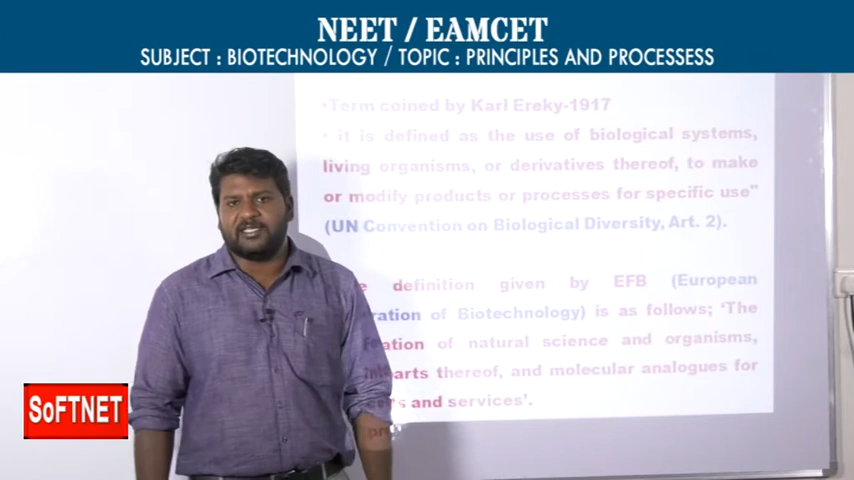 NEET / EAMCET
SUBJECT : BIOTECHNOLOGY / TOPIC : PRINCIPLES AND PROCESSESS
•Term coined by Karl Ereky-1917
• it is defined as the use of biological systems,
living organisms, or derivatives thereof, to make
or modify products or processes for specific use"
(UN Convention on Biological Diversity, Art. 2).
definition given by EFB (European
of Biotechnology) is as follows; ‘The
of natural science and organisms,
thereof, and molecular analogues for
and services’.
SoFTNET